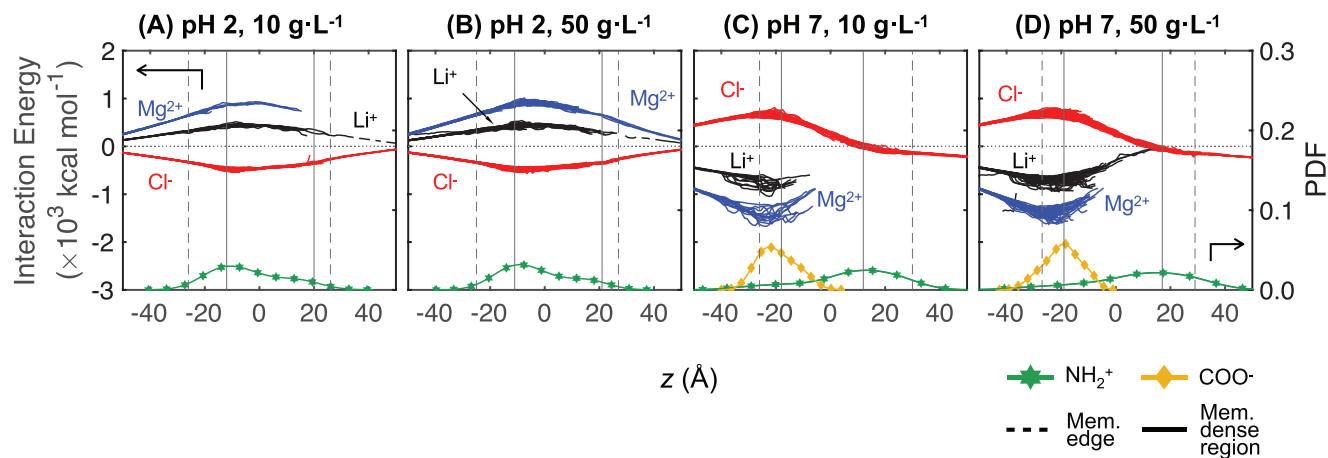 (A) pH 2, 10 g·L⁻¹
(B) pH 2, 50 g·L⁻¹
(C) pH 7, 10 g·L⁻¹
(D) pH 7, 50 g·L⁻¹
Interaction Energy
(× 10³ kcal mol⁻¹)
2
1
0
-1
-2
-3
Mg²⁺
Li⁺
Cl⁻
Li⁺
Mg²⁺
Cl⁻
Cl⁻
Li⁺
Mg²⁺
Cl⁻
Li⁺
Mg²⁺
0.3
0.2
0.1
0.0
PDF
-40 -20 0 20 40
-40 -20 0 20 40
-40 -20 0 20 40
-40 -20 0 20 40
z (Å)
NH₂⁺
COO⁻
Mem.
edge
Mem.
dense
region